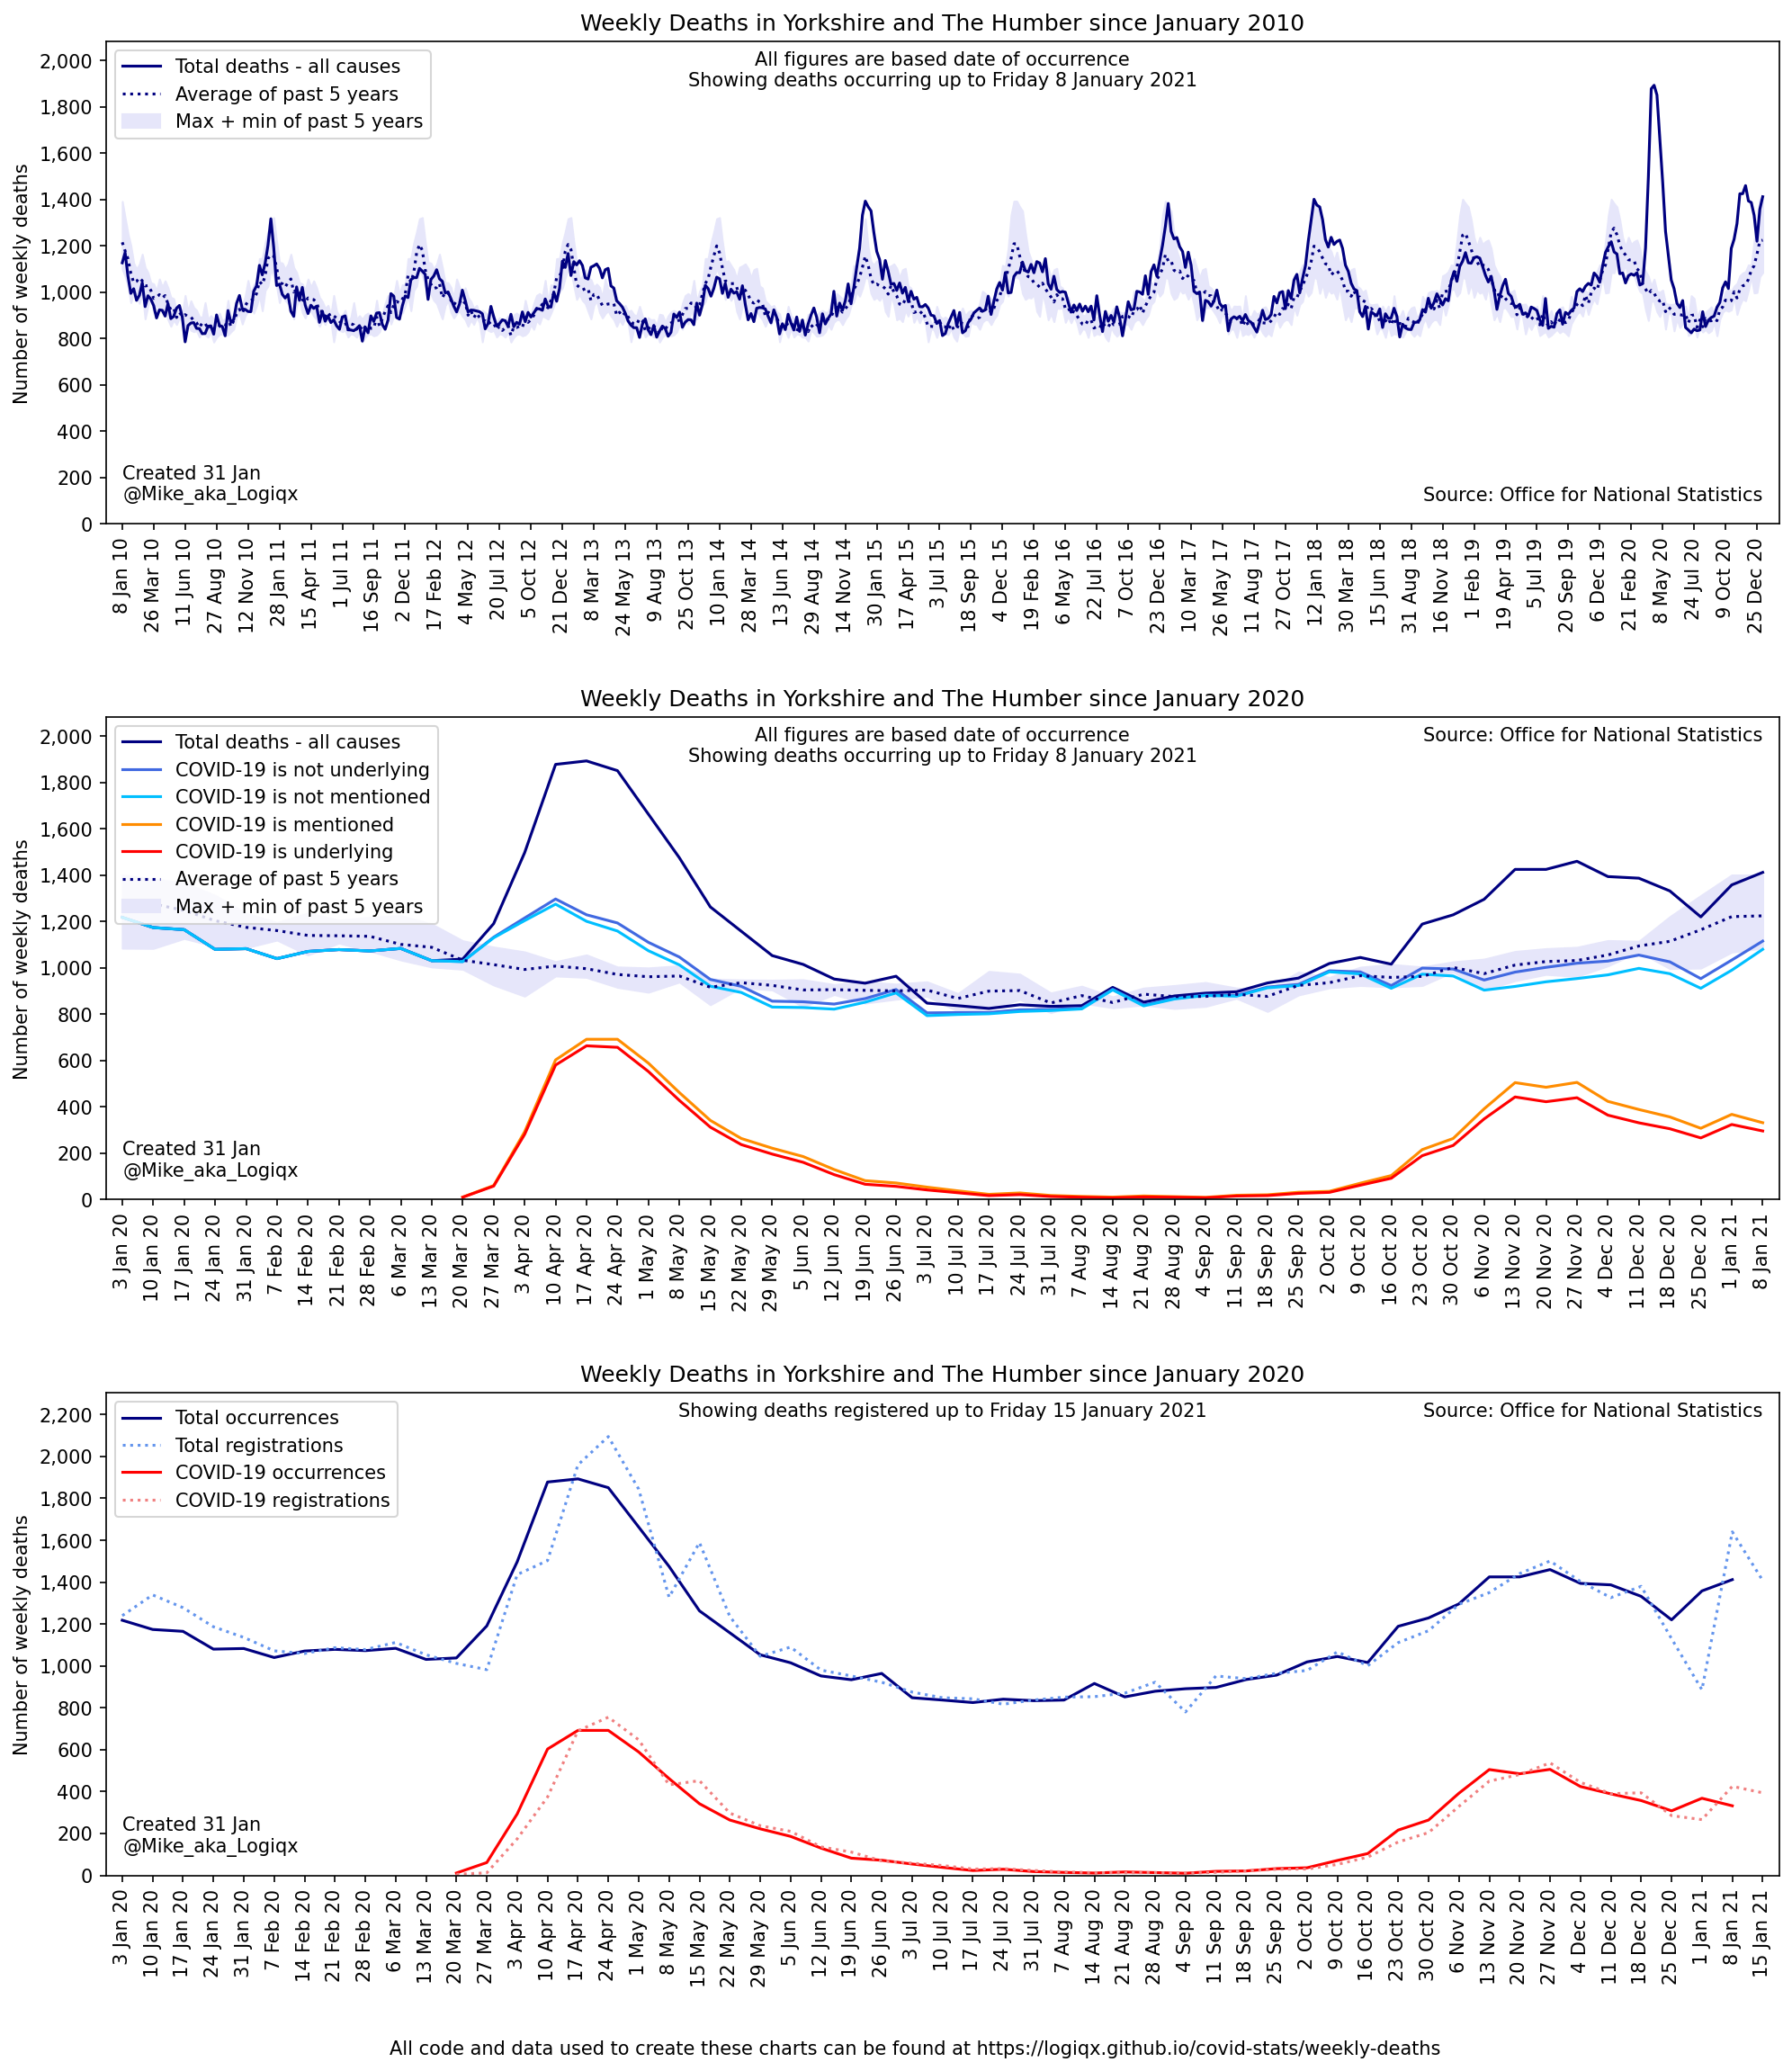 Weekly Deaths in Yorkshire and The Humber since January 2010
All figures are based date of occurrence
Showing deaths occurring up to Friday 8 January 2021
Total deaths - all causes
Average of past 5 years
Max + min of past 5 years
Number of weekly deaths
2,000
1,800
1,600
1,400
1,200
1,000
800
600
400
200
0
Created 31 Jan
@Mike_aka_Logiqx
Source: Office for National Statistics
8 Jan 10
26 Mar 10
11 Jun 10
27 Aug 10
12 Nov 10
28 Jan 11
15 Apr 11
1 Jul 11
16 Sep 11
2 Dec 11
17 Feb 12
4 May 12
20 Jul 12
5 Oct 12
21 Dec 12
8 Mar 13
24 May 13
9 Aug 13
25 Oct 13
10 Jan 14
28 Mar 14
13 Jun 14
29 Aug 14
14 Nov 14
30 Jan 15
17 Apr 15
3 Jul 15
18 Sep 15
4 Dec 15
19 Feb 16
6 May 16
22 Jul 16
7 Oct 16
23 Dec 16
10 Mar 17
26 May 17
11 Aug 17
27 Oct 17
12 Jan 18
30 Mar 18
15 Jun 18
31 Aug 18
16 Nov 18
1 Feb 19
19 Apr 19
5 Jul 19
20 Sep 19
6 Dec 19
21 Feb 20
8 May 20
24 Jul 20
9 Oct 20
25 Dec 20
Weekly Deaths in Yorkshire and The Humber since January 2020
All figures are based date of occurrence
Showing deaths occurring up to Friday 8 January 2021
Source: Office for National Statistics
Total deaths - all causes
COVID-19 is not underlying
COVID-19 is not mentioned
COVID-19 is mentioned
COVID-19 is underlying
Average of past 5 years
Max + min of past 5 years
Number of weekly deaths
2,000
1,800
1,600
1,400
1,200
1,000
800
600
400
200
0
Created 31 Jan
@Mike_aka_Logiqx
3 Jan 20
10 Jan 20
17 Jan 20
24 Jan 20
31 Jan 20
7 Feb 20
14 Feb 20
21 Feb 20
28 Feb 20
6 Mar 20
13 Mar 20
20 Mar 20
27 Mar 20
3 Apr 20
10 Apr 20
17 Apr 20
24 Apr 20
1 May 20
8 May 20
15 May 20
22 May 20
29 May 20
5 Jun 20
12 Jun 20
19 Jun 20
26 Jun 20
3 Jul 20
10 Jul 20
17 Jul 20
24 Jul 20
31 Jul 20
7 Aug 20
14 Aug 20
21 Aug 20
28 Aug 20
4 Sep 20
11 Sep 20
18 Sep 20
25 Sep 20
2 Oct 20
9 Oct 20
16 Oct 20
23 Oct 20
30 Oct 20
6 Nov 20
13 Nov 20
20 Nov 20
27 Nov 20
4 Dec 20
11 Dec 20
18 Dec 20
25 Dec 20
1 Jan 21
8 Jan 21
Weekly Deaths in Yorkshire and The Humber since January 2020
Showing deaths registered up to Friday 15 January 2021
Source: Office for National Statistics
Total occurrences
Total registrations
COVID-19 occurrences
COVID-19 registrations
Number of weekly deaths
2,200
2,000
1,800
1,600
1,400
1,200
1,000
800
600
400
200
0
Created 31 Jan
@Mike_aka_Logiqx
3 Jan 20
10 Jan 20
17 Jan 20
24 Jan 20
31 Jan 20
7 Feb 20
14 Feb 20
21 Feb 20
28 Feb 20
6 Mar 20
13 Mar 20
20 Mar 20
27 Mar 20
3 Apr 20
10 Apr 20
17 Apr 20
24 Apr 20
1 May 20
8 May 20
15 May 20
22 May 20
29 May 20
5 Jun 20
12 Jun 20
19 Jun 20
26 Jun 20
3 Jul 20
10 Jul 20
17 Jul 20
24 Jul 20
31 Jul 20
7 Aug 20
14 Aug 20
21 Aug 20
28 Aug 20
4 Sep 20
11 Sep 20
18 Sep 20
25 Sep 20
2 Oct 20
9 Oct 20
16 Oct 20
23 Oct 20
30 Oct 20
6 Nov 20
13 Nov 20
20 Nov 20
27 Nov 20
4 Dec 20
11 Dec 20
18 Dec 20
25 Dec 20
1 Jan 21
8 Jan 21
15 Jan 21
All code and data used to create these charts can be found at https://logiqx.github.io/covid-stats/weekly-deaths